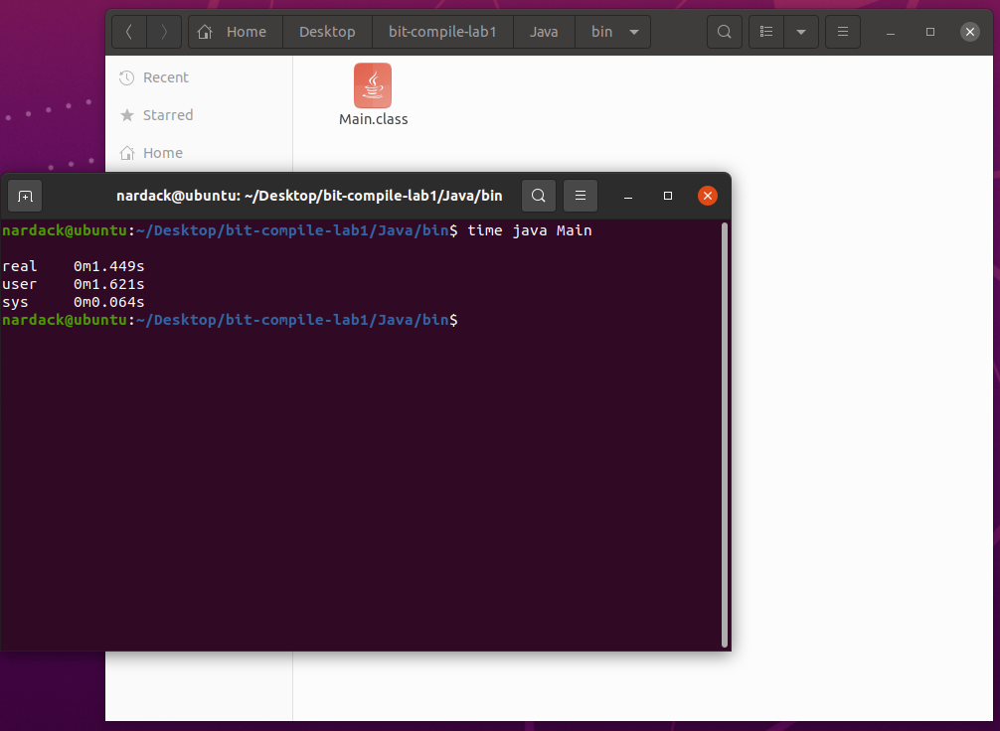 Home Desktop bit-compile-lab1 Java bin
Recent
Starred
Home
Main.class
nardack@ubuntu: ~/Desktop/bit-compile-lab1/Java/bin
nardack@ubuntu:~/Desktop/bit-compile-lab1/Java/bin$ time java Main
real 0m1.449s
user 0m1.621s
sys 0m0.064s
nardack@ubuntu:~/Desktop/bit-compile-lab1/Java/bin$